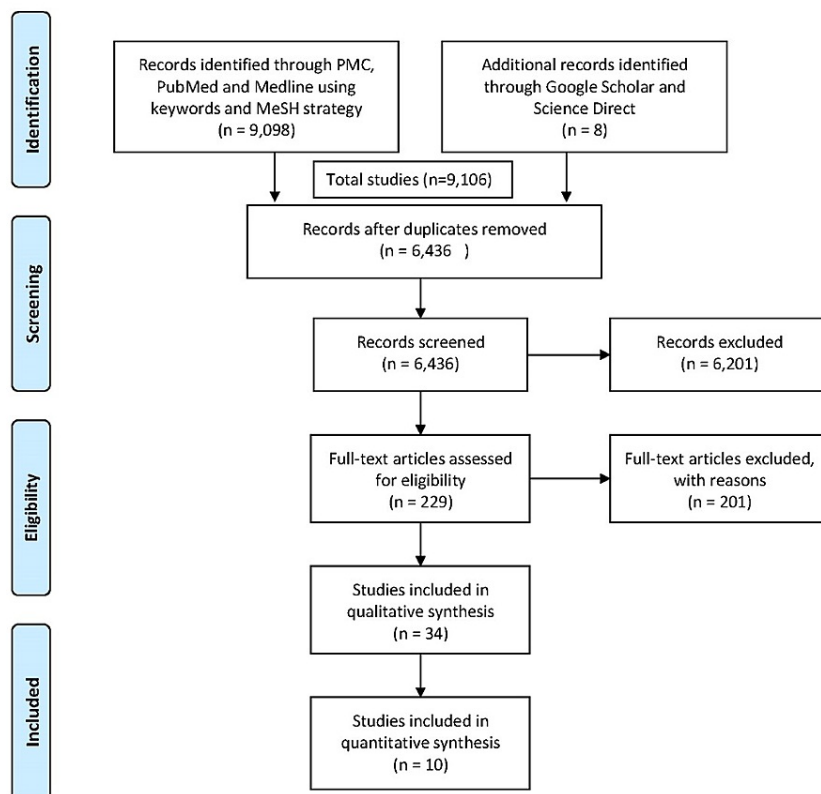 Identification
Records identified through PMC,
PubMed and Medline using
keywords and MeSH strategy
(n = 9,098)
Additional records identified
through Google Scholar and
Science Direct
(n = 8)
Total studies (n=9,106)
Screening
Records after duplicates removed
(n = 6,436    )
Records screened
(n = 6,436)
Records excluded
(n = 6,201)
Eligibility
Full-text articles assessed
for eligibility
(n = 229)
Full-text articles excluded,
with reasons
(n = 201)
Studies included in
qualitative synthesis
(n = 34)
Included
Studies included in
quantitative synthesis
(n = 10)